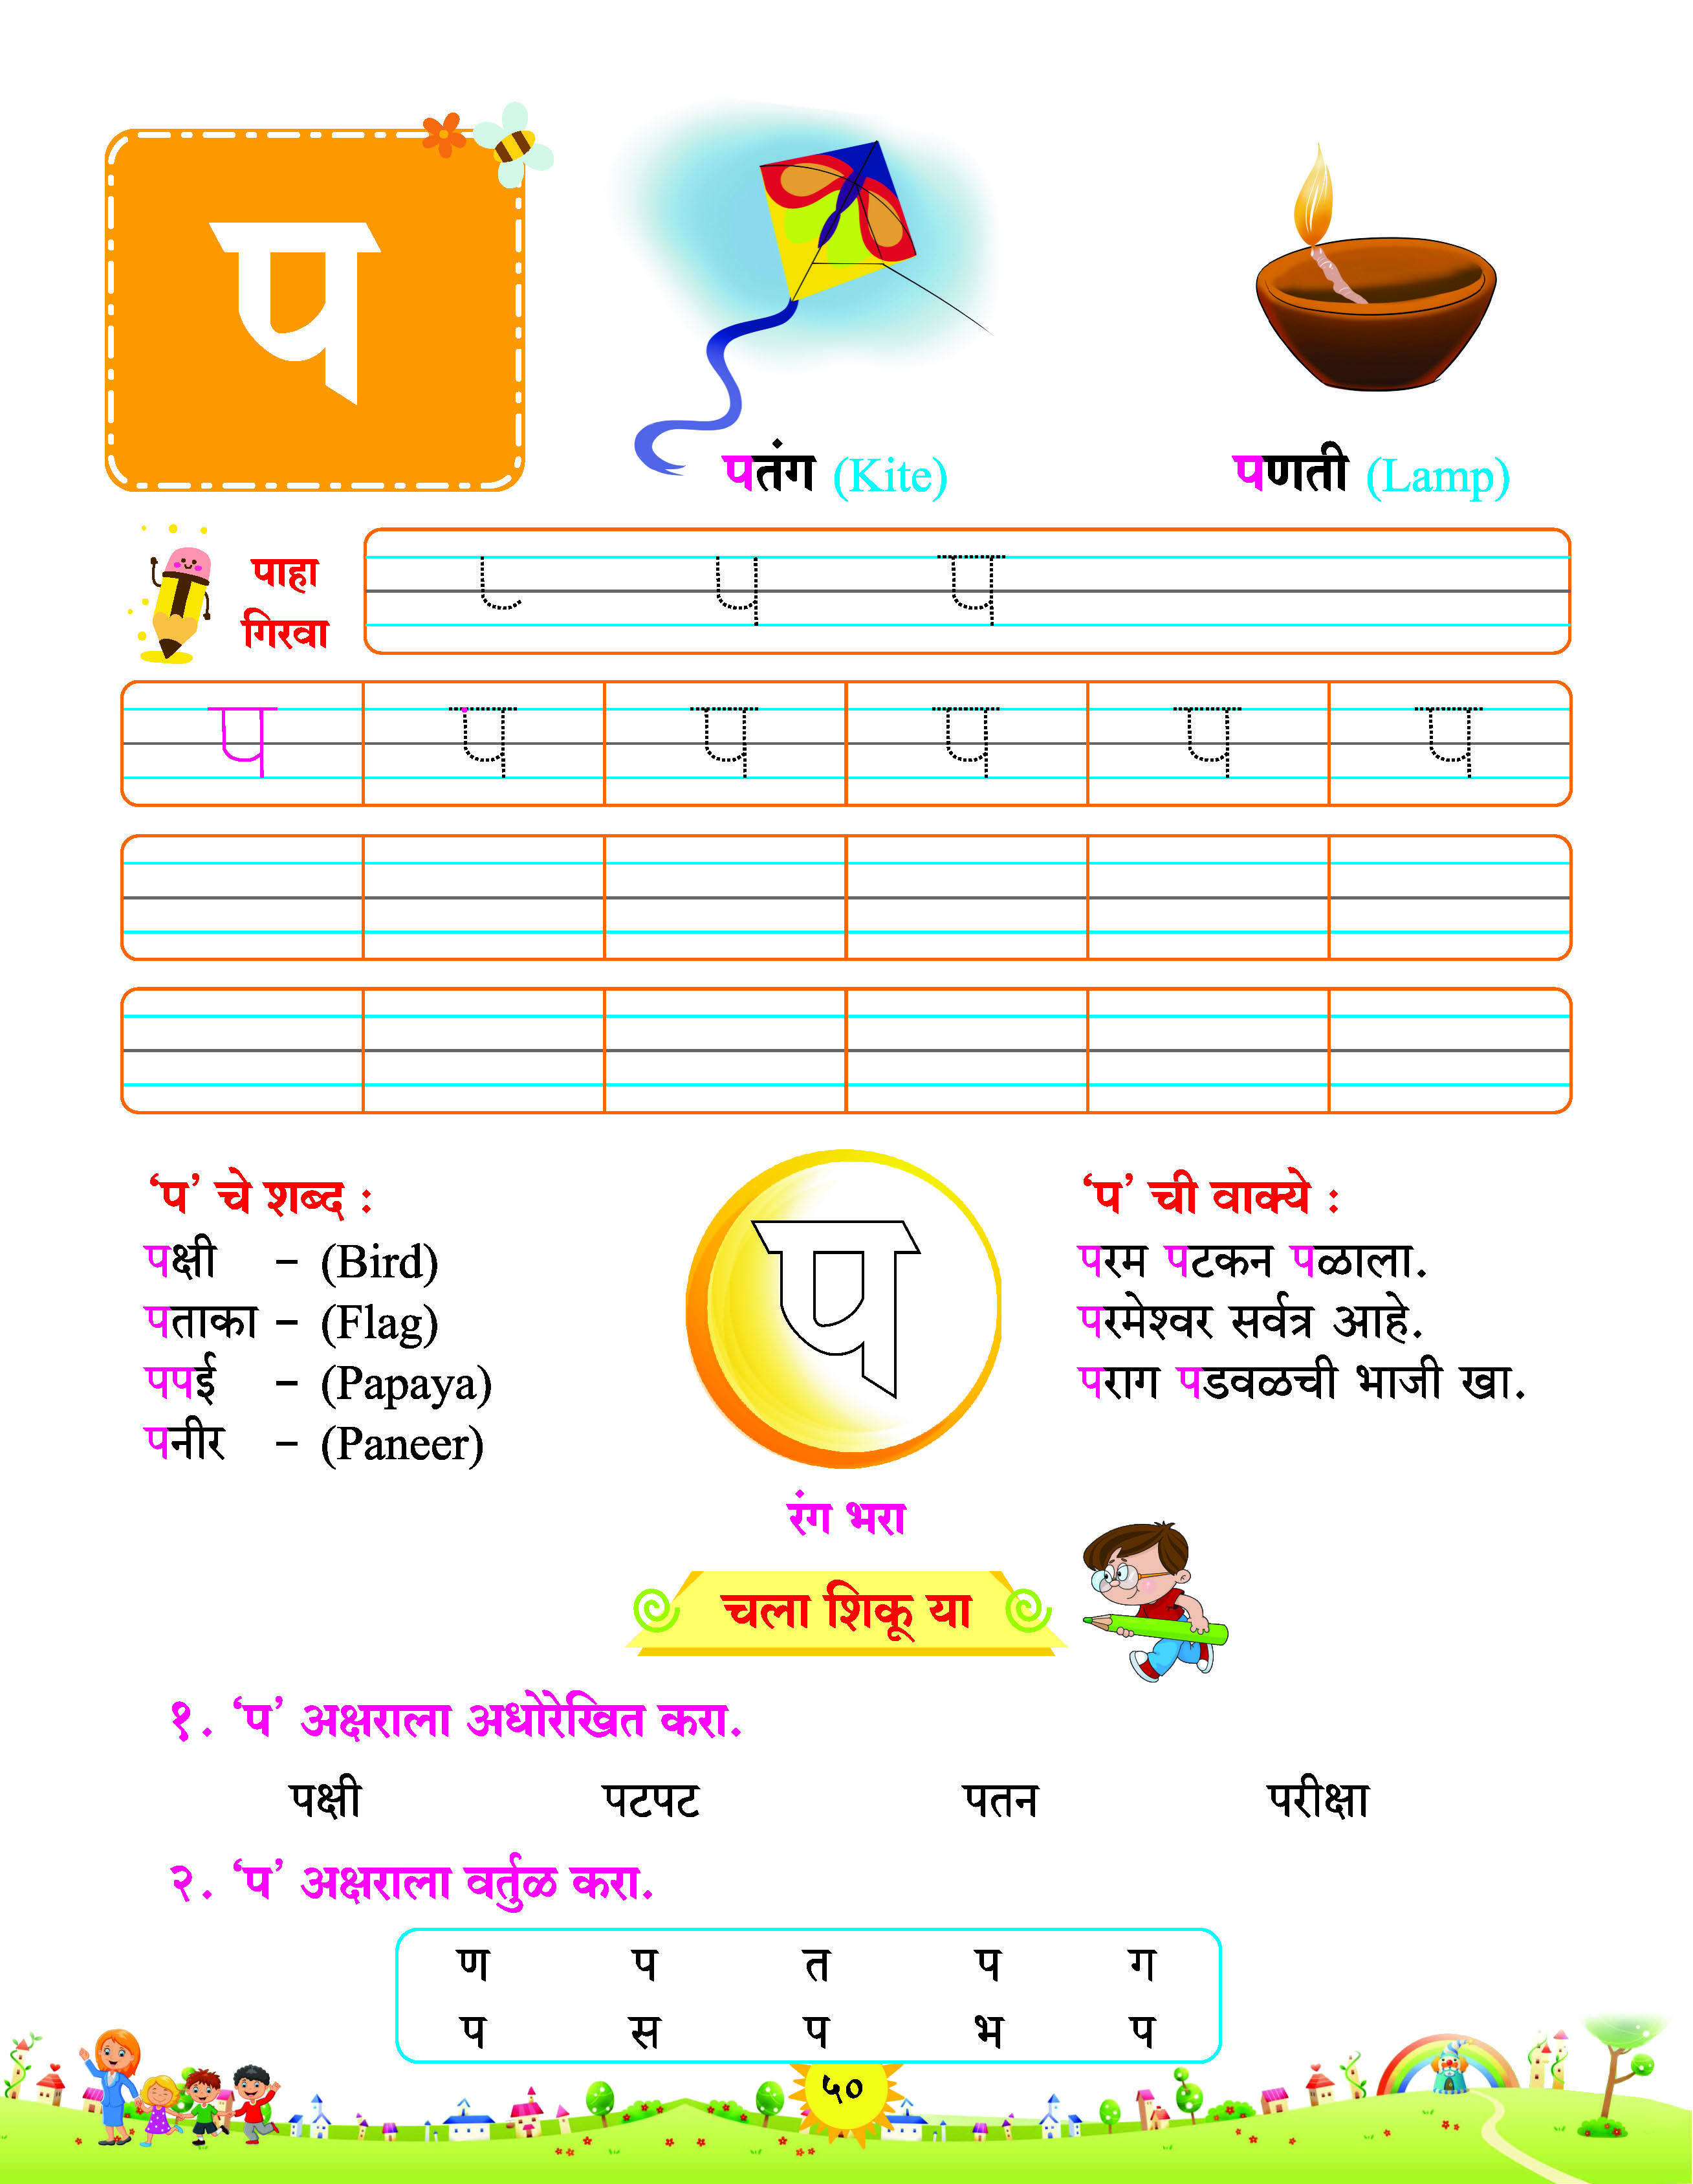 प
पतंग (Kite)
पणती (Lamp)
पाहा
गिरवा
प प
प प प प प प
‘प’ चे शब्द :
पक्षी – (Bird)
पताका – (Flag)
पपई – (Papaya)
पनीर – (Paneer)
प
रंग भरा
‘प’ ची वाक्ये :
परम पटकन पळाला.
परमेश्वर सर्वत्र आहे.
पराग पडवळची भाजी खा.
चला शिकू या
१. ‘प’ अक्षराला अधोरेखित करा.
पक्षी पटपट पतन परीक्षा
२. ‘प’ अक्षराला वर्तुळ करा.
ण प त प ग
प स प भ प
५०